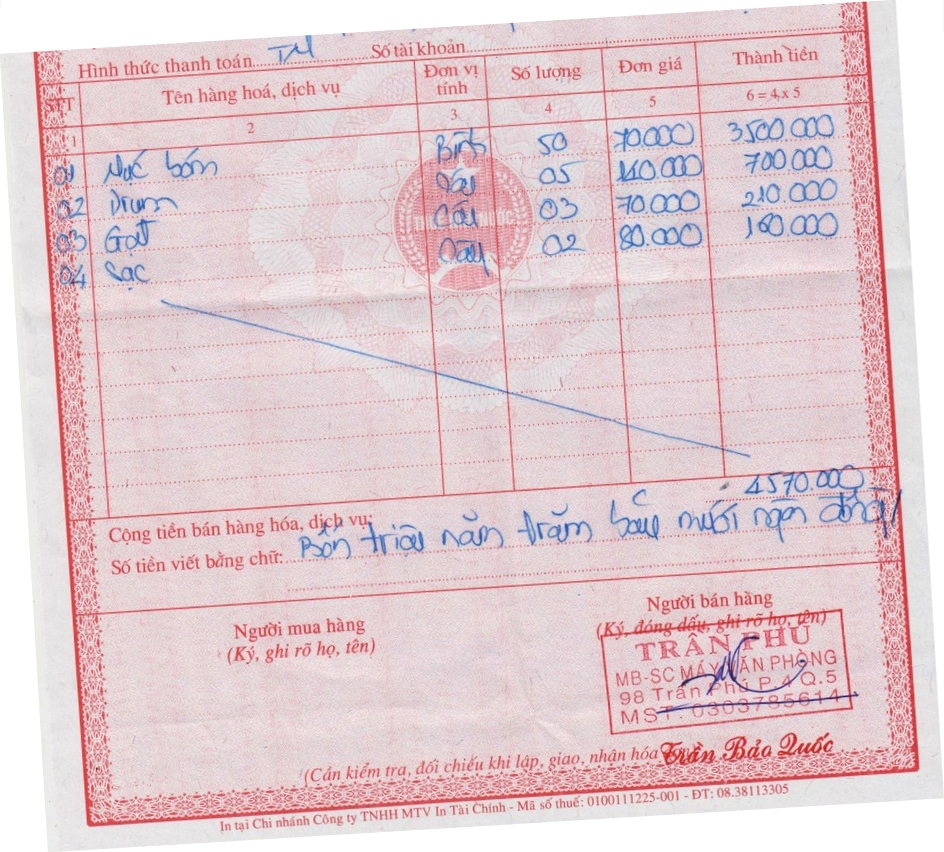 Hình thức thanh toán TM Số tài khoản
STT Tên hàng hoá, dịch vụ Đơn vị tính Số lượng Đơn giá Thành tiền
1 2 3 4 5 6 = 4 x 5
01 Mực bơm Bình 50 70.000 3500.000
02 Drum Cây 05 140.000 700.000
03 Gạt Cây 03 70.000 210.000
04 Sạc Cây 02 80.000 160.000
Cộng tiền bán hàng hóa, dịch vụ: 4570.000
Số tiền viết bằng chữ: Bốn triệu năm trăm bảy mươi ngàn đồng
Người mua hàng Người bán hàng
(Ký, ghi rõ họ, tên) (Ký, đóng dấu, ghi rõ họ, tên)
TRẦN PHÚ
MB-SC MÁY VĂN PHÒNG
98 Trần Phú P.4 Q.5
MST: 0303785614
(Cần kiểm tra, đối chiếu khi lập, giao, nhận hóa Trần Bảo Quốc
In tại Chi nhánh Công ty TNHH MTV In Tài Chính - Mã số thuế: 0100111225-001 - ĐT: 08.38113305